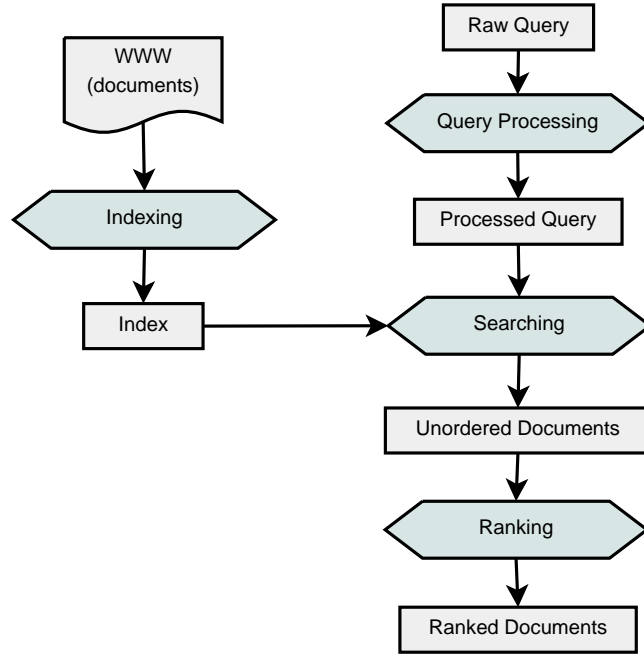 WWW
(documents)
Indexing
Index
Raw Query
Query Processing
Processed Query
Searching
Unordered Documents
Ranking
Ranked Documents